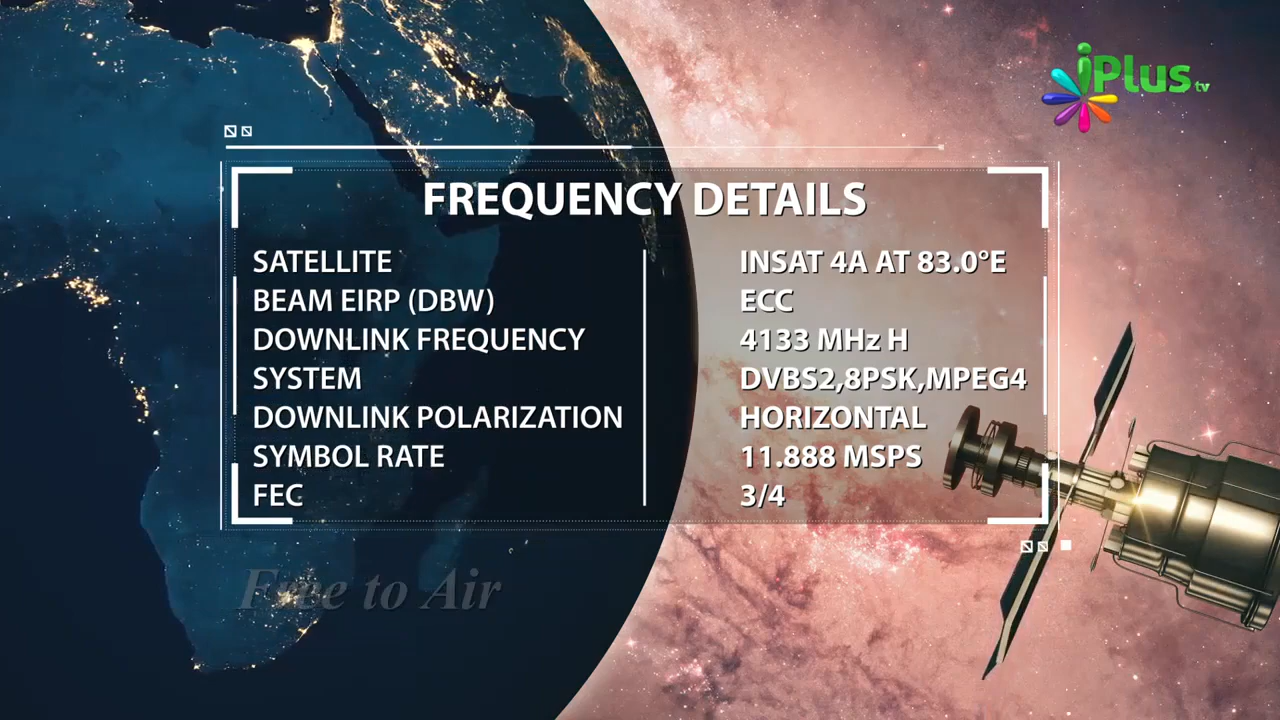 iPlus tv
FREQUENCY DETAILS
SATELLITE INSAT 4A AT 83.0°E
BEAM EIRP (DBW) ECC
DOWNLINK FREQUENCY 4133 MHz H
SYSTEM DVBS2,8PSK,MPEG4
DOWNLINK POLARIZATION HORIZONTAL
SYMBOL RATE 11.888 MSPS
FEC 3/4
Free to Air